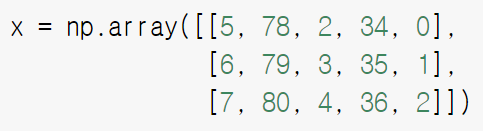 x = np.array([[5, 78, 2, 34, 0],
[6, 79, 3, 35, 1],
[7, 80, 4, 36, 2]])